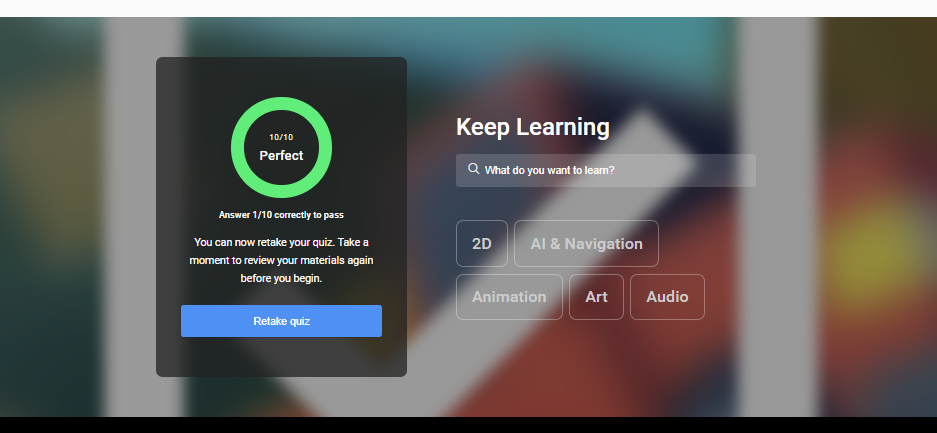 10/10
Perfect
Answer 1/10 correctly to pass
You can now retake your quiz. Take a
moment to review your materials again
before you begin.
Retake quiz
Keep Learning
What do you want to learn?
2D
AI & Navigation
Animation
Art
Audio